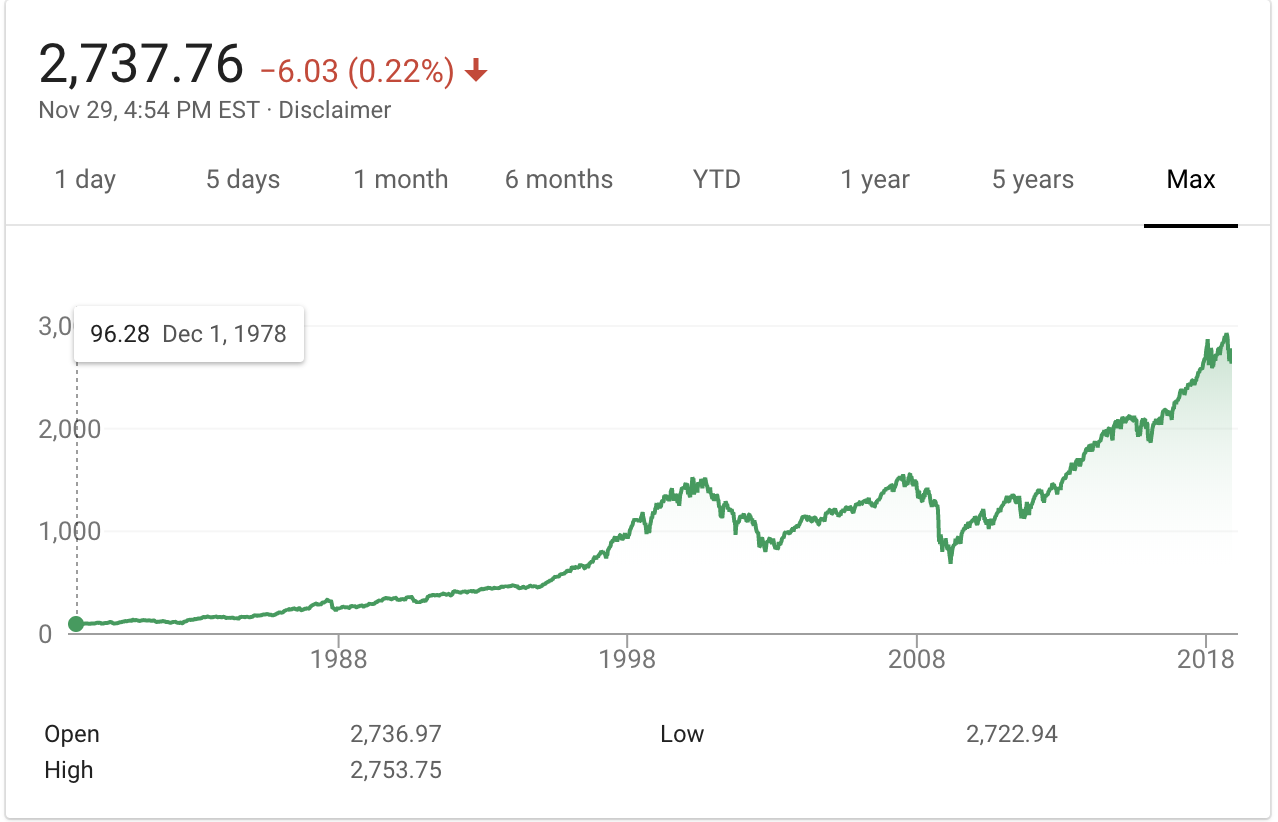 2,737.76 −6.03 (0.22%)
Nov 29, 4:54 PM EST · Disclaimer
1 day 5 days 1 month 6 months YTD 1 year 5 years Max
3,0
96.28 Dec 1, 1978
2,000
1,000
0
1988 1998 2008 2018
Open 2,736.97 Low 2,722.94
High 2,753.75